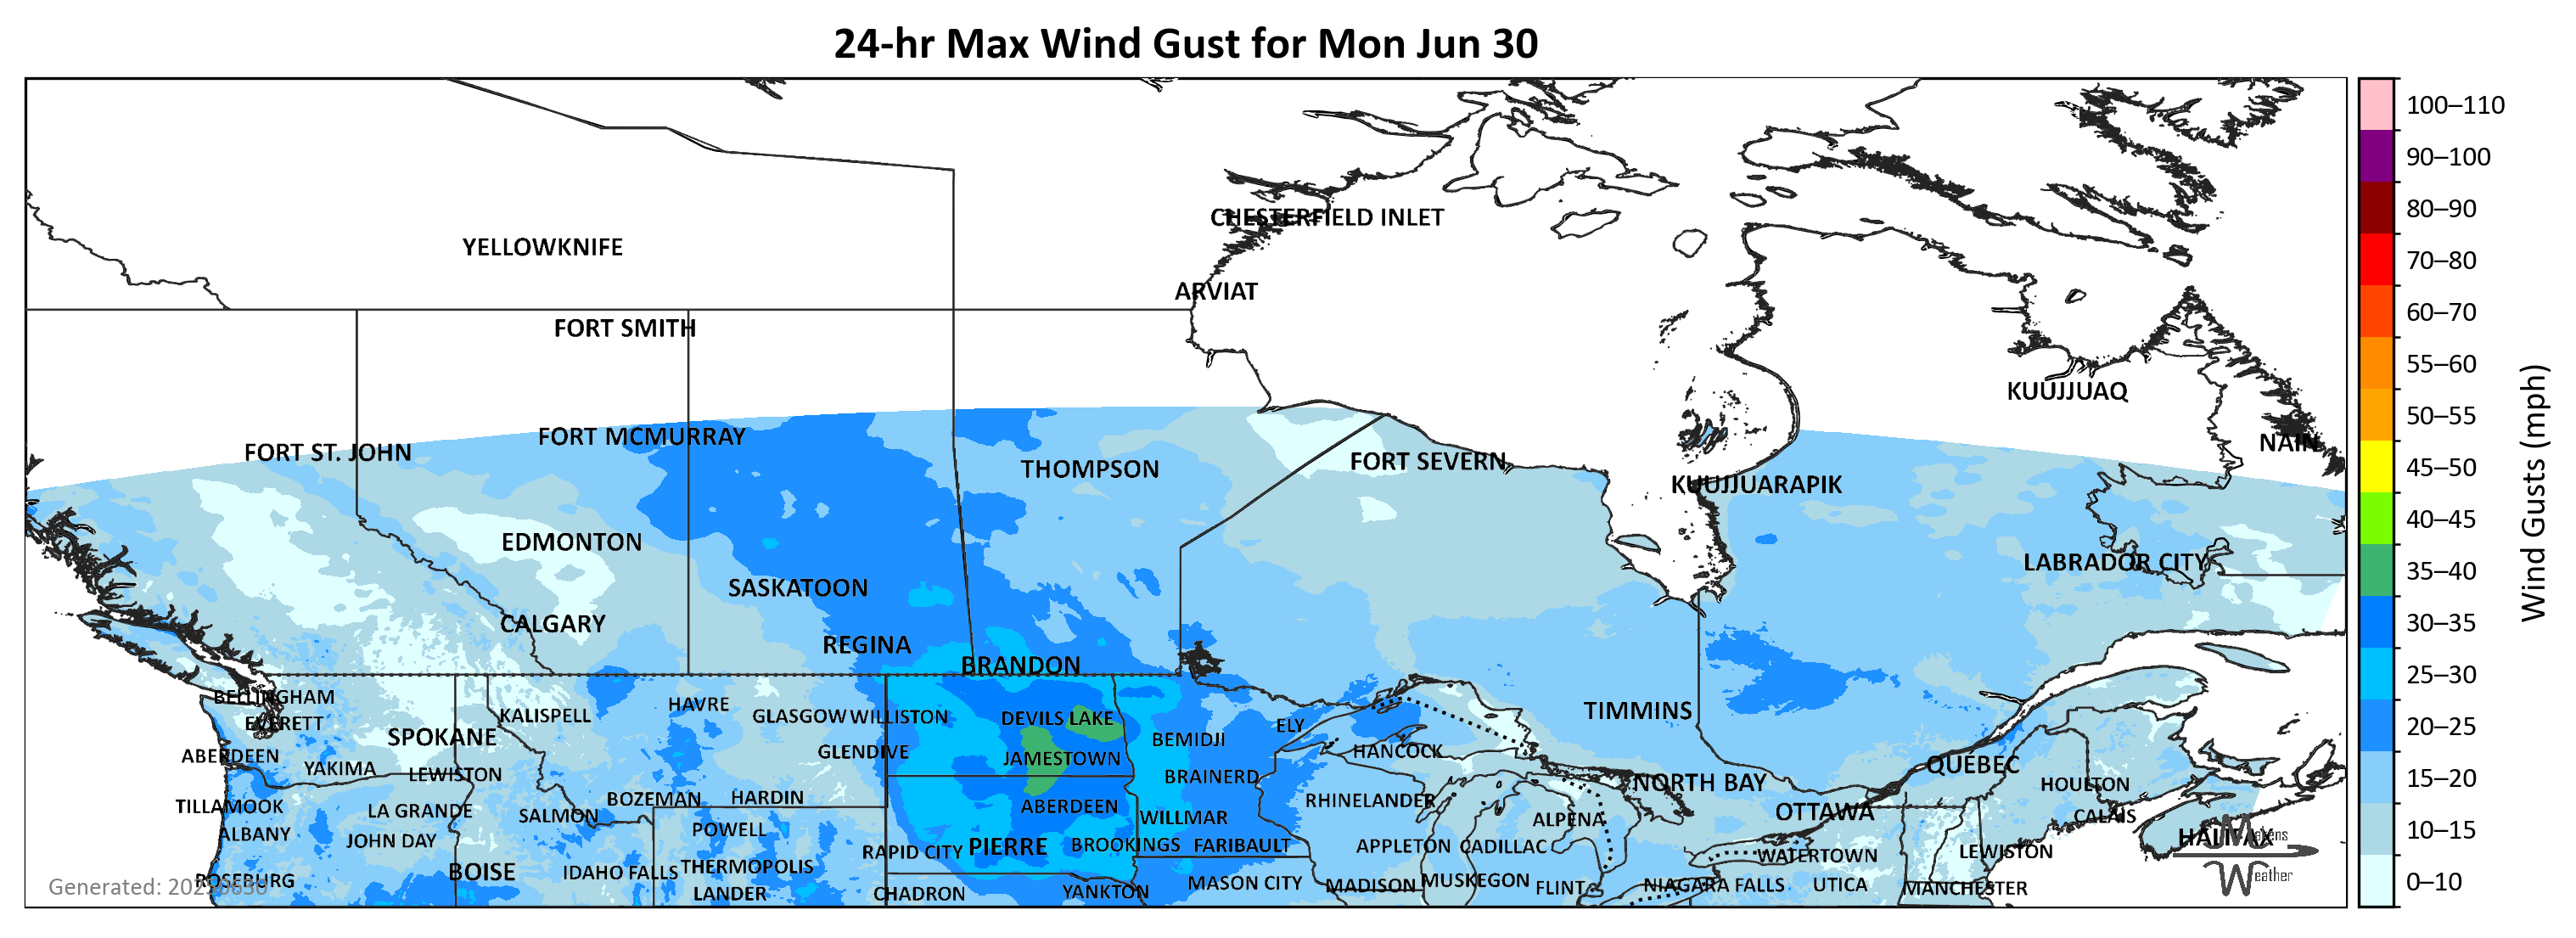 24-hr Max Wind Gust for Mon Jun 30
100–110
90–100
80–90
70–80
60–70
55–60
50–55
45–50
40–45
35–40
30–35
25–30
20–25
15–20
10–15
0–10
Wind Gusts (mph)
CHESTERFIELD INLET
YELLOWKNIFE
ARVIAT
FORT SMITH
KUUJJUAQ
FORT MCMURRAY
NAIN
FORT ST. JOHN
FORT SEVERN
THOMPSON
KUUJJUARAPIK
EDMONTON
LABRADOR CITY
SASKATOON
CALGARY
REGINA
BRANDON
BELLINGHAM
HAVRE
TIMMINS
KALISPELL
GLASGOW
WILLISTON
DEVILS LAKE
EVERETT
ELY
SPOKANE
BEMIDJI
GLENDIVE
HANCOCK
ABERDEEN
JAMESTOWN
QUEBEC
YAKIMA
LEWISTON
BRAINERD
NORTH BAY
HOULTON
BOZEMAN
HARDIN
RHINELANDER
TILLAMOOK
ABERDEEN
LA GRANDE
OTTAWA
SALMON
CALAIS
WILLMAR
ALPENA
POWELL
ALBANY
HALIFAX
Makens
JOHN DAY
PIERRE
BROOKINGS
FARIBAULT
APPLETON
CADILLAC
RAPID CITY
LEWISTON
WATERTOWN
THERMOPOLIS
BOISE
IDAHO FALLS
Weather
ROSEBURG
MUSKEGON
MASON CITY
MADISON
NIAGARA FALLS
UTICA
FLINT
MANCHESTER
YANKTON
LANDER
CHADRON
Generated: